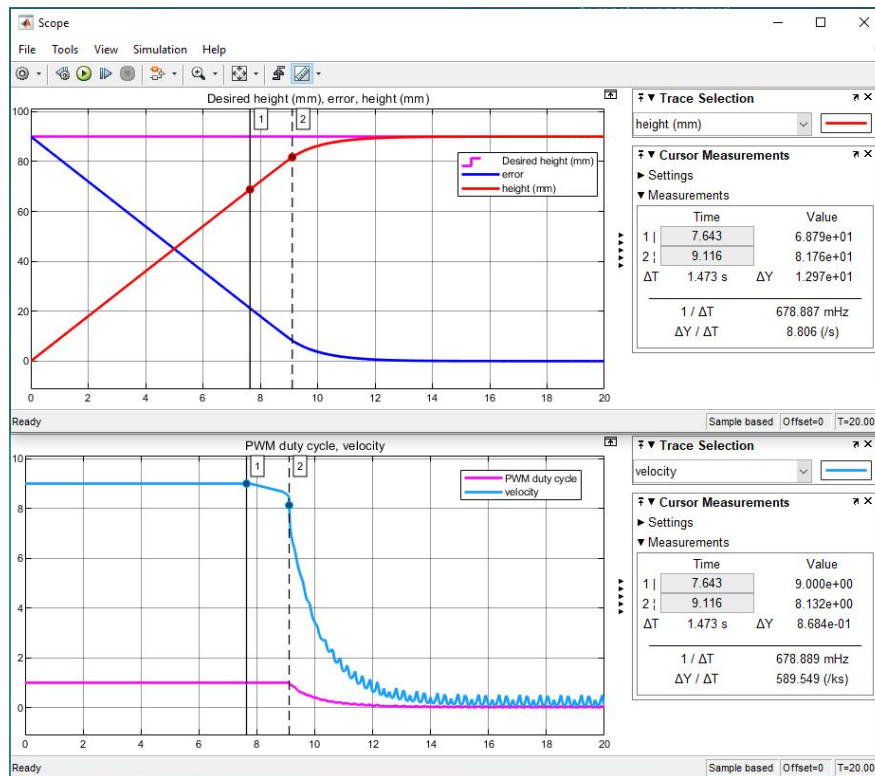 Scope
File Tools View Simulation Help
Desired height (mm), error, height (mm)
1 2
100
80
60
40
20
0
0 2 4 6 8 10 12 14 16 18 20
Desired height (mm)
error
height (mm)
Trace Selection
height (mm)
Cursor Measurements
Settings
Measurements
Time Value
1 | 7.643 6.879e+01
2 ¦ 9.116 8.176e+01
ΔT 1.473 s ΔY 1.297e+01
1 / ΔT 678.887 mHz
ΔY / ΔT 8.806 (/s)
Ready Sample based Offset=0 T=20.00
PWM duty cycle, velocity
1 2
10
8
6
4
2
0
0 2 4 6 8 10 12 14 16 18 20
PWM duty cycle
velocity
Trace Selection
velocity
Cursor Measurements
Settings
Measurements
Time Value
1 | 7.643 9.000e+00
2 ¦ 9.116 8.132e+00
ΔT 1.473 s ΔY 8.684e-01
1 / ΔT 678.889 mHz
ΔY / ΔT 589.549 (/ks)
Ready Sample based Offset=0 T=20.00